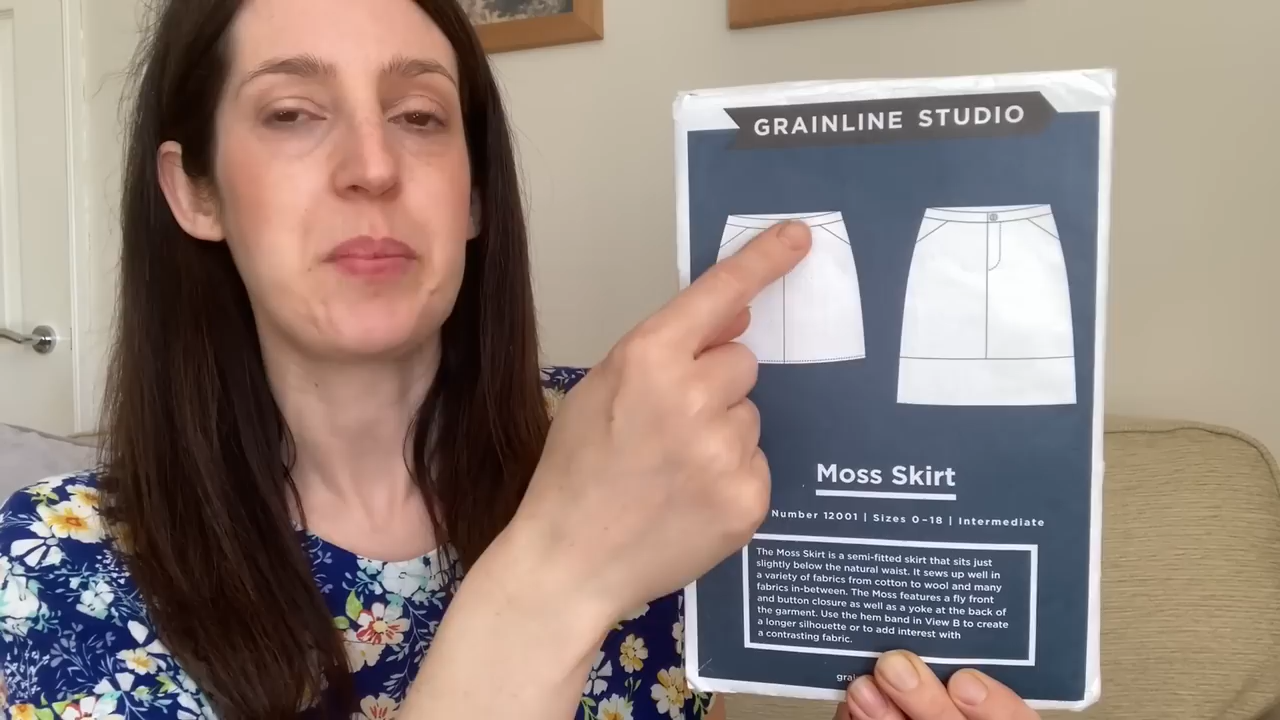 GRAINLINE STUDIO
Moss Skirt
Number 12001 | Sizes 0-18 | Intermediate
The Moss Skirt is a semi-fitted skirt that sits just
slightly below the natural waist. It sews up well in
a variety of fabrics from cotton to wool and many
fabrics in-between. The Moss features a fly front
and button closure as well as a yoke at the back of
the garment. Use the hem band in View B to create
a longer silhouette or to add interest with
a contrasting fabric.